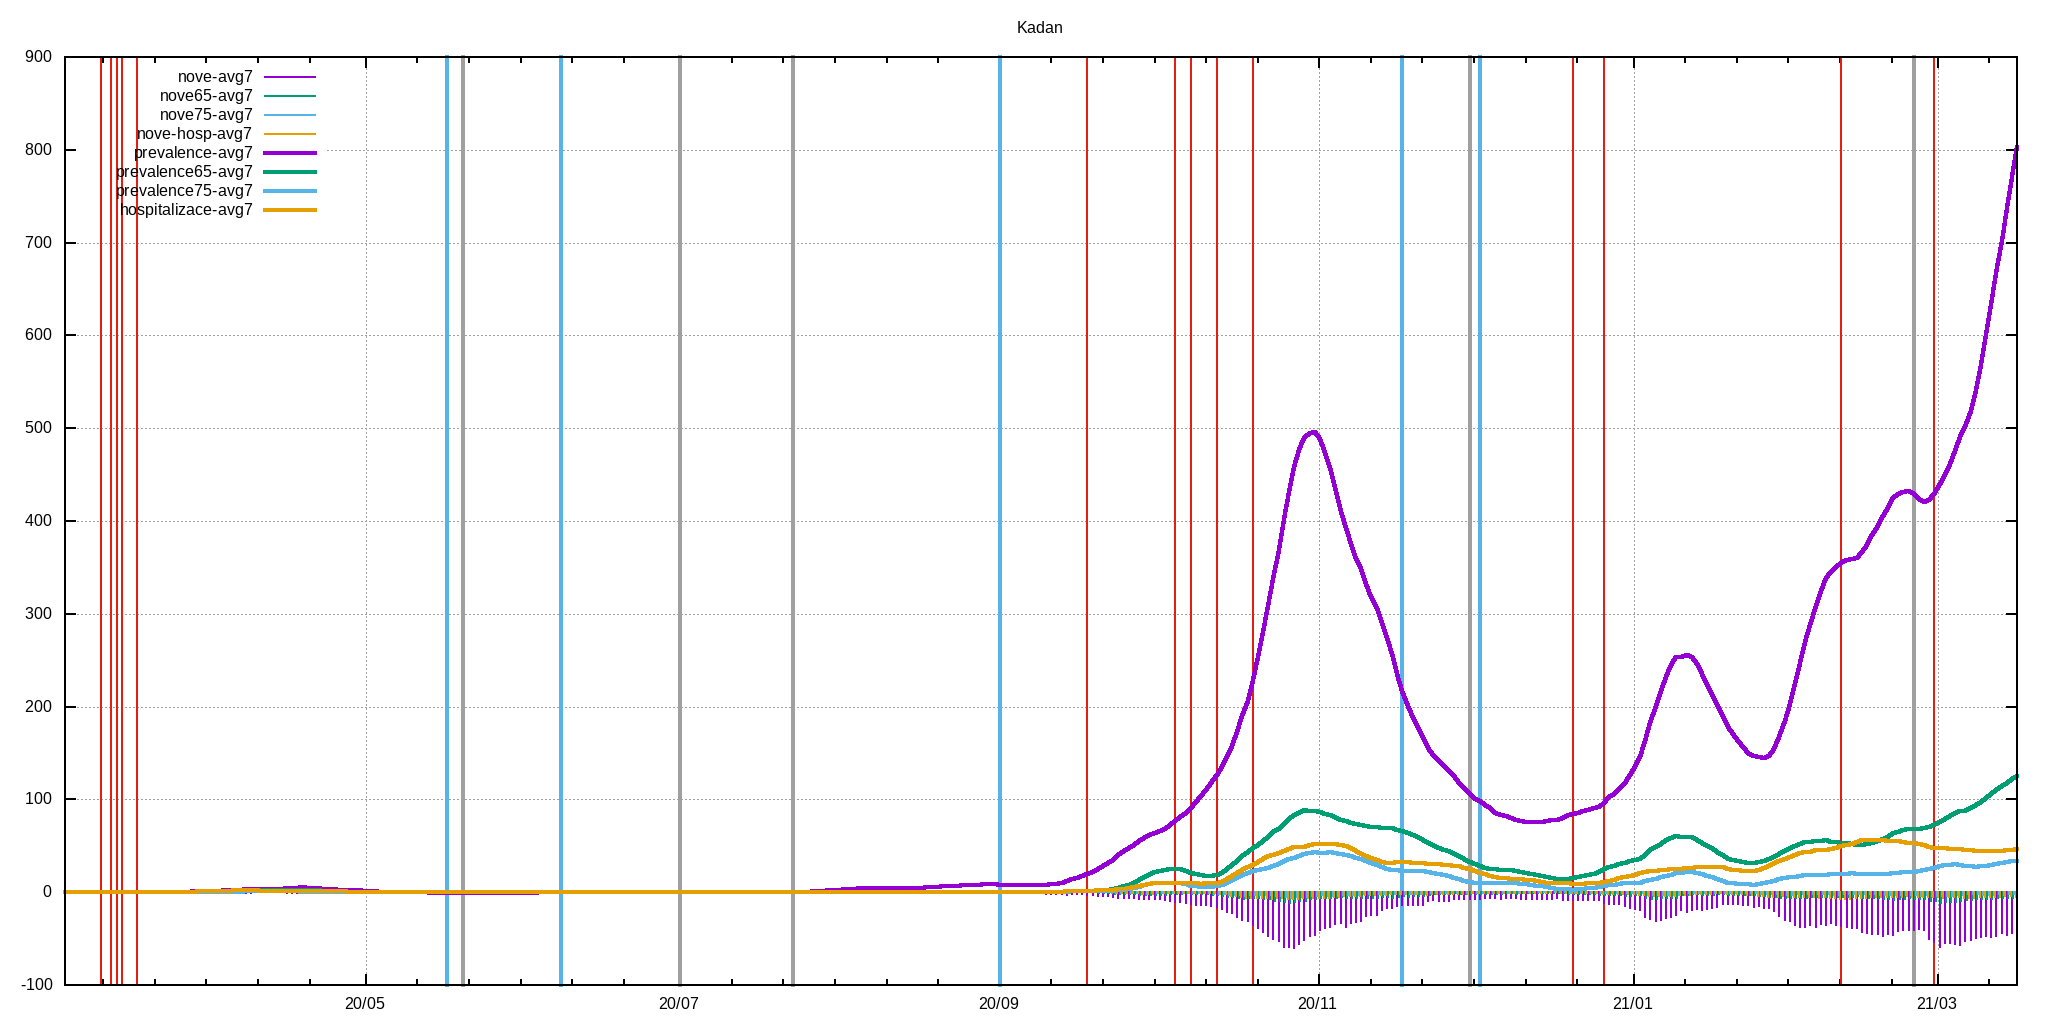 Kadan
900
800
700
600
500
400
300
200
100
0
-100
nove-avg7
nove65-avg7
nove75-avg7
nove-hosp-avg7
prevalence-avg7
prevalence65-avg7
prevalence75-avg7
hospitalizace-avg7
20/05
20/07
20/09
20/11
21/01
21/03